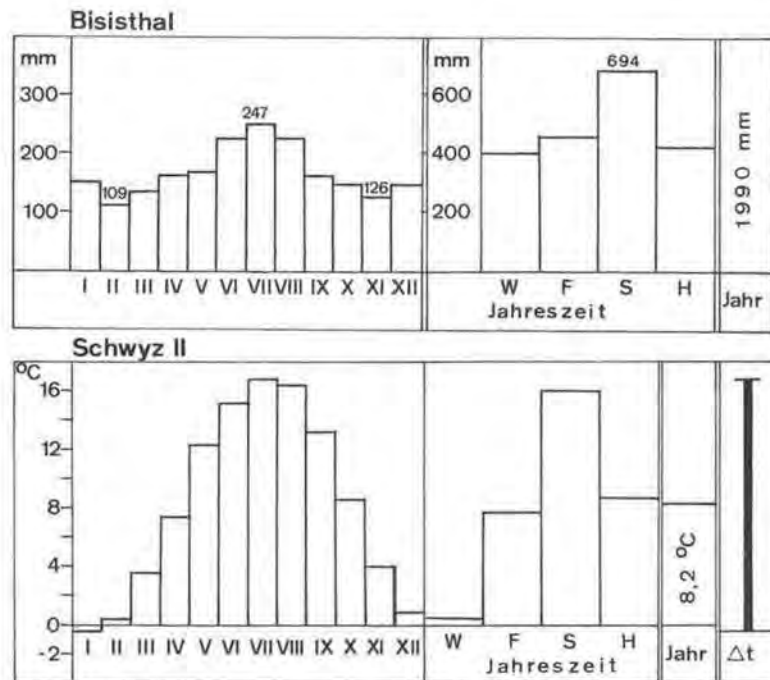 Bisisthal
mm
300
200
100
109
247
126
I II III IV V VI VII VIII IX X XI XII
mm
600
400
200
694
W F S H
Jahreszeit
1990 mm
Jahr
Schwyz II
°C
16
12
8
4
0
-2
I II III IV V VI VII VIII IX X XI XII
W F S H
Jahreszeit
8,2 °C
Jahr
Δt